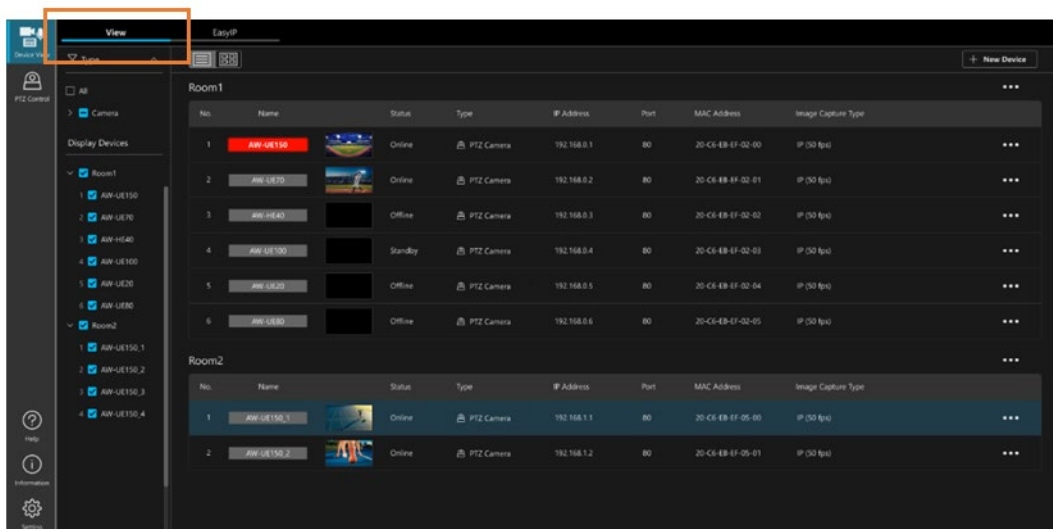 View EasyIP
Device View
Type
New Device
PTZ Control
All
Camera
Room1
No. Name Status Type IP Address Port MAC Address Image Capture Type
1 AW-UE150 Online PTZ Camera 192.168.0.1 80 20-C6-EB-EF-02-00 IP (50 fps)
2 AW-UE70 Online PTZ Camera 192.168.0.2 80 20-C6-EB-EF-02-01 IP (50 fps)
3 AW-HE40 Offline PTZ Camera 192.168.0.3 80 20-C6-EB-EF-02-02 IP (50 fps)
4 AW-UE100 Standby PTZ Camera 192.168.0.4 80 20-C6-EB-EF-02-03 IP (50 fps)
5 AW-UE20 Offline PTZ Camera 192.168.0.5 80 20-C6-EB-EF-02-04 IP (50 fps)
6 AW-UE80 Offline PTZ Camera 192.168.0.6 80 20-C6-EB-EF-02-05 IP (50 fps)
Display Devices
Room1
1 AW-UE150
2 AW-UE70
3 AW-HE40
4 AW-UE100
5 AW-UE20
6 AW-UE80
Room2
1 AW-UE150_1
2 AW-UE150_2
3 AW-UE150_3
4 AW-UE150_4
Room2
No. Name Status Type IP Address Port MAC Address Image Capture Type
1 AW-UE150_1 Online PTZ Camera 192.168.1.1 80 20-C6-EB-EF-05-00 IP (50 fps)
2 AW-UE150_2 Online PTZ Camera 192.168.1.2 80 20-C6-EB-EF-05-01 IP (50 fps)
Help
Information
Setting